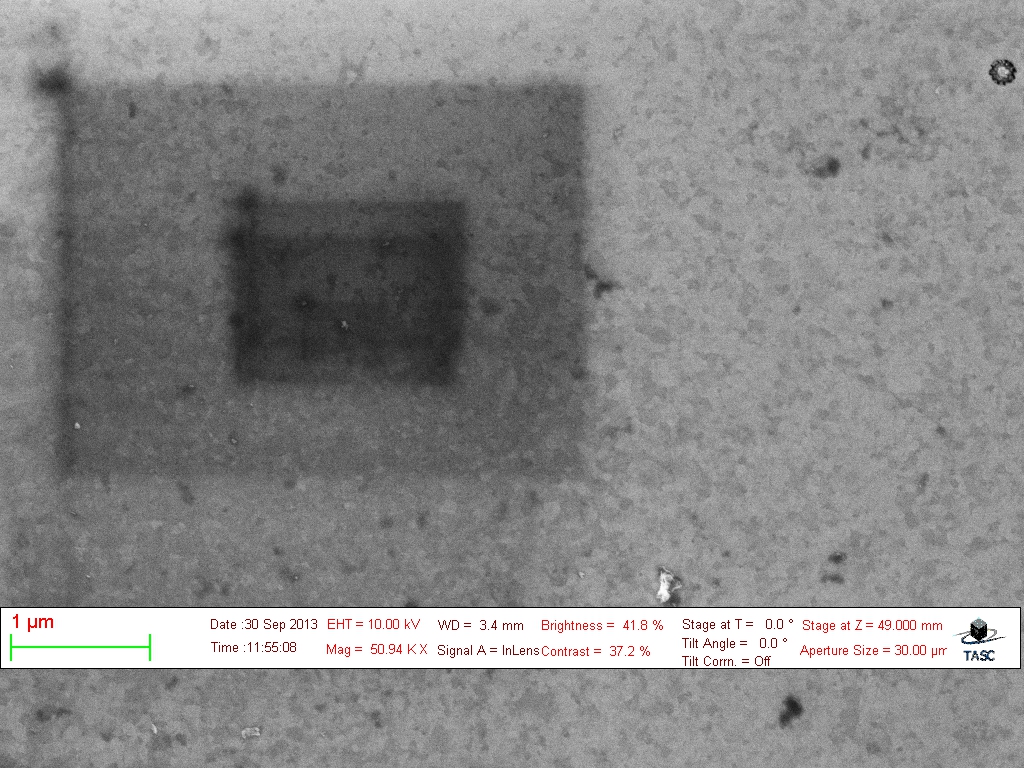 1 µm
Date :30 Sep 2013 EHT = 10.00 kV WD = 3.4 mm Brightness = 41.8 % Stage at T = 0.0 ° Stage at Z = 49.000 mm
Time :11:55:08 Mag = 50.94 K X Signal A = InLens Contrast = 37.2 % Tilt Angle = 0.0 ° Aperture Size = 30.00 µm
Tilt Corrn. = Off
TASC